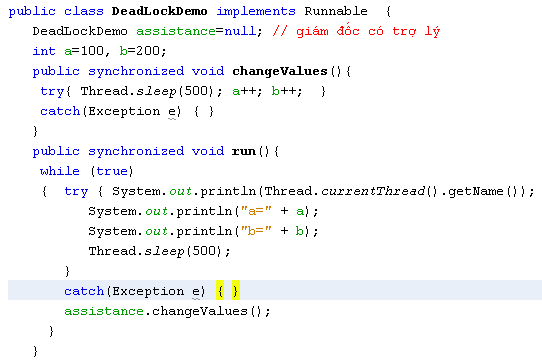 public class DeadLockDemo implements Runnable {
DeadLockDemo assistance=null; // giám đốc có trợ lý
int a=100, b=200;
public synchronized void changeValues(){
try{ Thread.sleep(500); a++; b++; }
catch(Exception e) { }
}
public synchronized void run(){
while (true)
{ try { System.out.println(Thread.currentThread().getName());
System.out.println("a=" + a);
System.out.println("b=" + b);
Thread.sleep(500);
}
catch(Exception e) { }
assistance.changeValues();
}
}